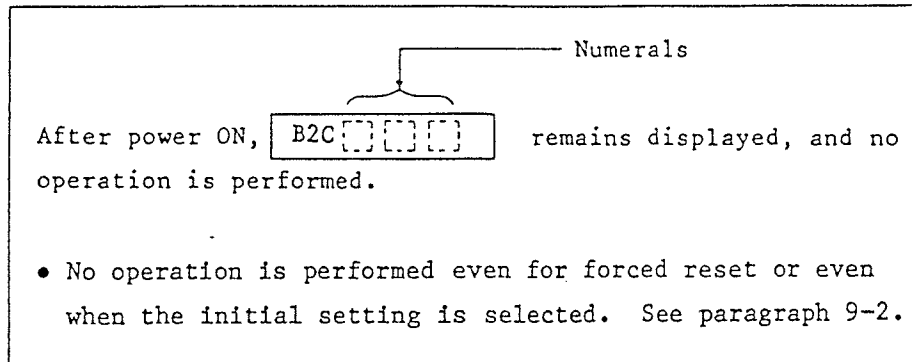 Numerals
After power ON, B2C remains displayed, and no
operation is performed.
• No operation is performed even for forced reset or even
when the initial setting is selected. See paragraph 9-2.